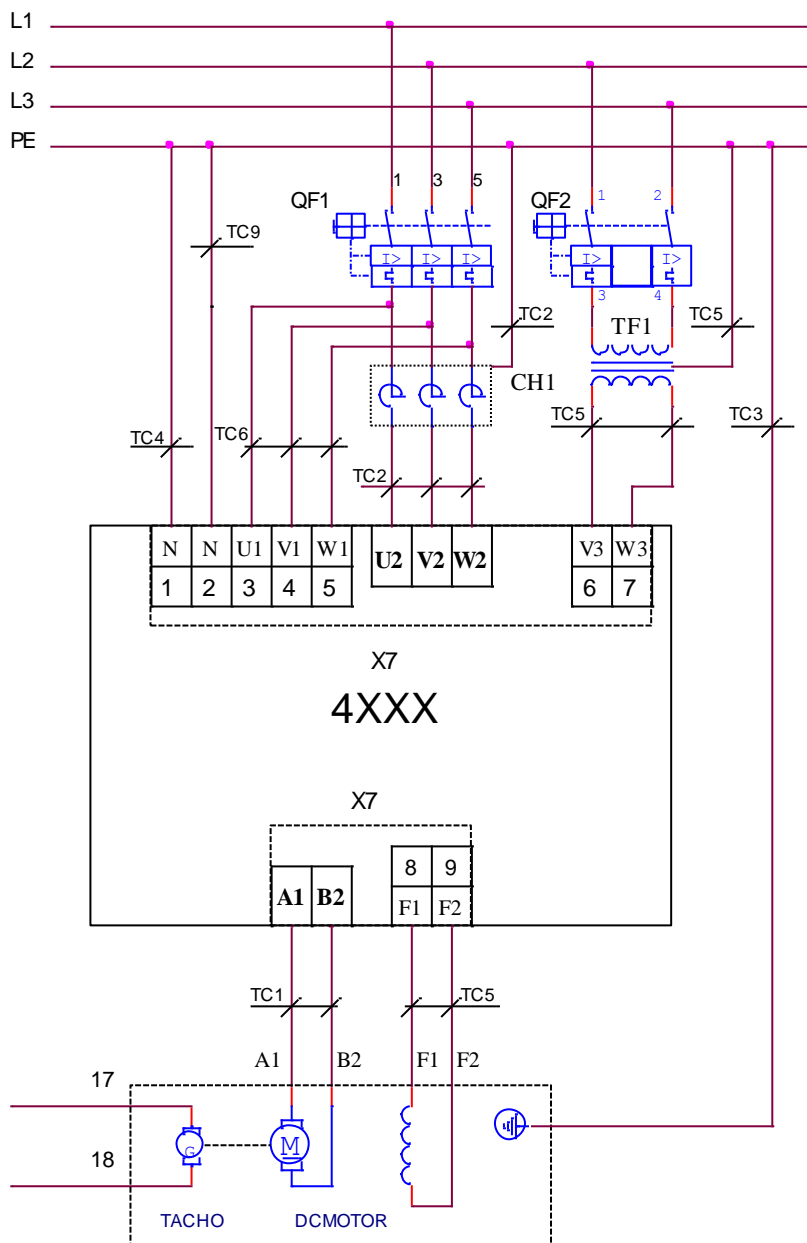 L1
L2
L3
PE
1 3 5 1 2
QF1 QF2
TC9
I> I> I> I> I>
3 4
TF1
TC2 TC5
CH1
TC4 TC6 TC5 TC3
TC2
N N U1 V1 W1 U2 V2 W2 V3 W3
1 2 3 4 5 6 7
X7
4XXX
X7
8 9
A1 B2 F1 F2
TC1 TC5
A1 B2 F1 F2
17
G M
18
TACHO DCMOTOR